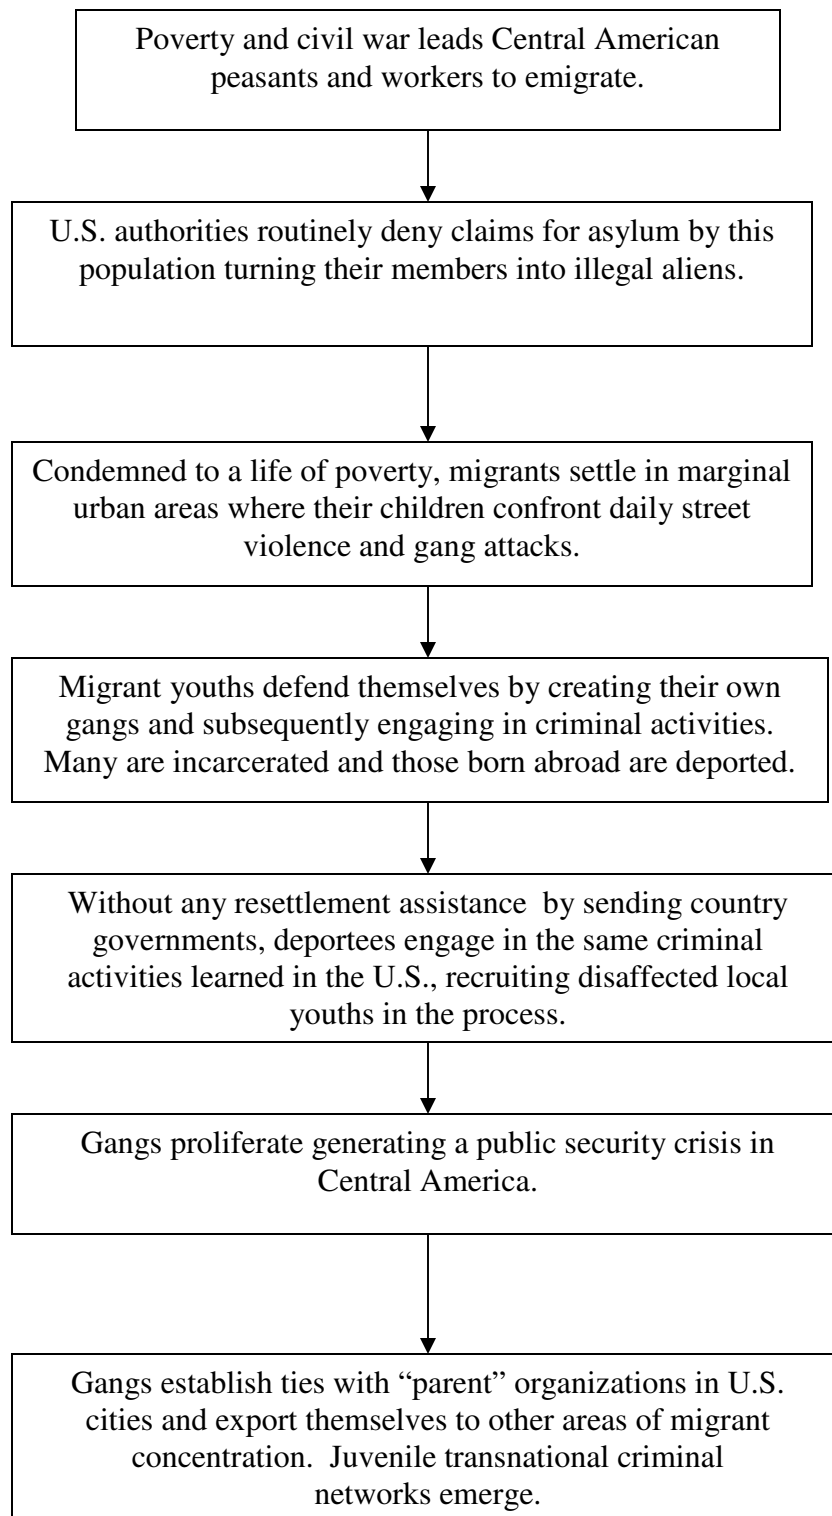 Poverty and civil war leads Central American
peasants and workers to emigrate.
U.S. authorities routinely deny claims for asylum by this
population turning their members into illegal aliens.
Condemned to a life of poverty, migrants settle in marginal
urban areas where their children confront daily street
violence and gang attacks.
Migrant youths defend themselves by creating their own
gangs and subsequently engaging in criminal activities.
Many are incarcerated and those born abroad are deported.
Without any resettlement assistance  by sending country
governments, deportees engage in the same criminal
activities learned in the U.S., recruiting disaffected local
youths in the process.
Gangs proliferate generating a public security crisis in
Central America.
Gangs establish ties with “parent” organizations in U.S.
cities and export themselves to other areas of migrant
concentration.  Juvenile transnational criminal
networks emerge.